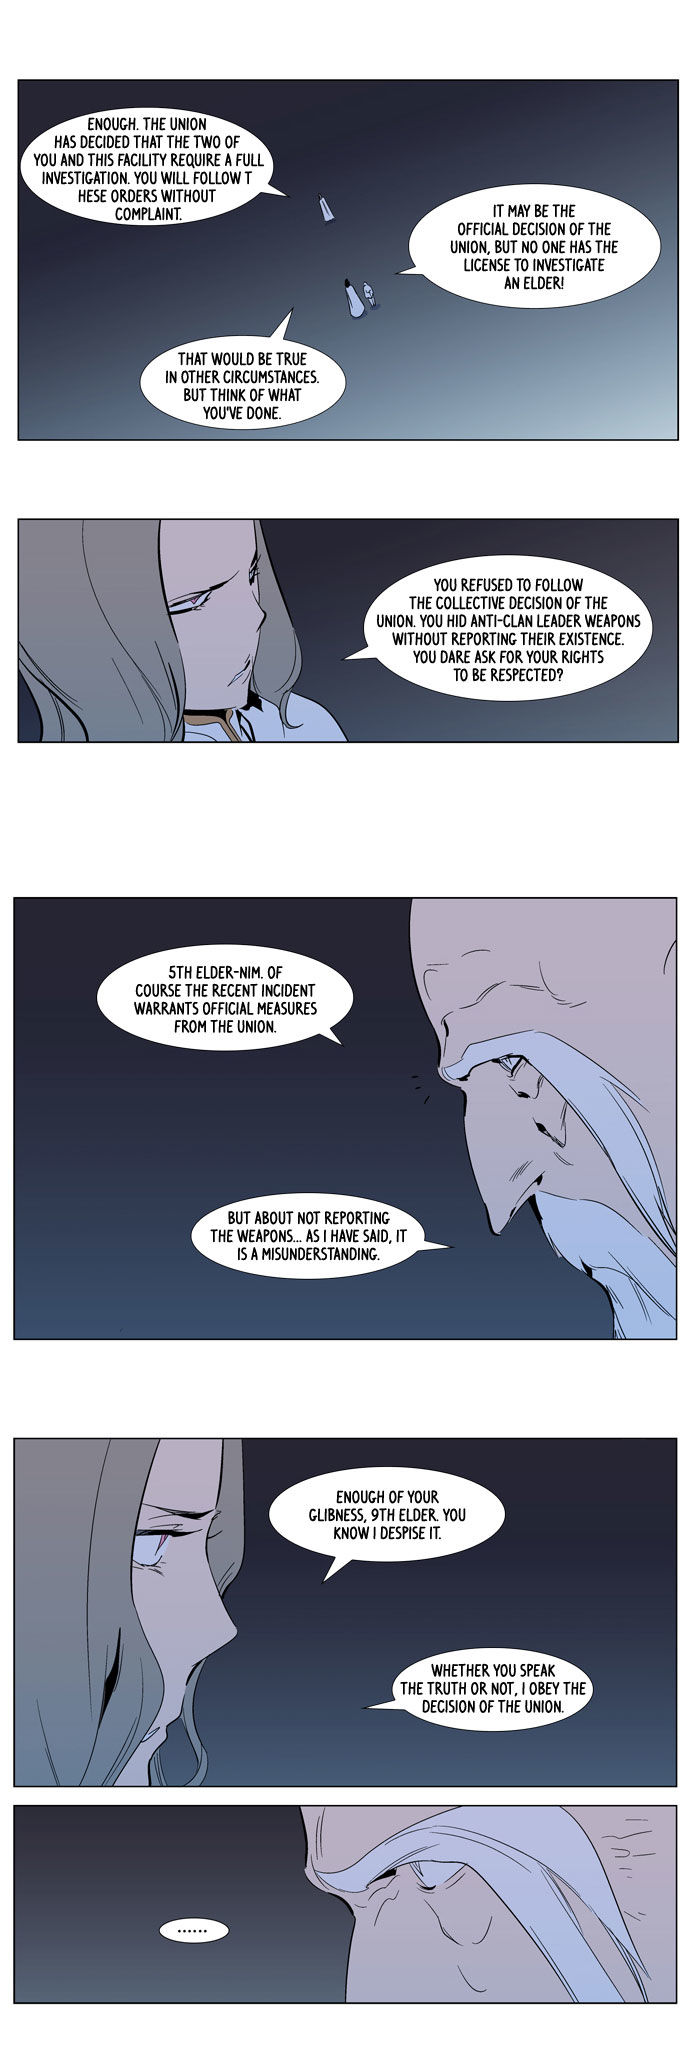 ENOUGH. THE UNION
HAS DECIDED THAT THE TWO OF
YOU AND THIS FACILITY REQUIRE A FULL
INVESTIGATION. YOU WILL FOLLOW T
HESE ORDERS WITHOUT
COMPLAINT.
IT MAY BE THE
OFFICIAL DECISION OF THE
UNION, BUT NO ONE HAS THE
LICENSE TO INVESTIGATE
AN ELDER!
THAT WOULD BE TRUE
IN OTHER CIRCUMSTANCES.
BUT THINK OF WHAT
YOU'VE DONE.
YOU REFUSED TO FOLLOW
THE COLLECTIVE DECISION OF THE
UNION. YOU HID ANTI-CLAN LEADER WEAPONS
WITHOUT REPORTING THEIR EXISTENCE.
YOU DARE ASK FOR YOUR RIGHTS
TO BE RESPECTED?
5TH ELDER-NIM. OF
COURSE THE RECENT INCIDENT
WARRANTS OFFICIAL MEASURES
FROM THE UNION.
BUT ABOUT NOT REPORTING
THE WEAPONS... AS I HAVE SAID, IT
IS A MISUNDERSTANDING.
ENOUGH OF YOUR
GLIBNESS, 9TH ELDER. YOU
KNOW I DESPISE IT.
WHETHER YOU SPEAK
THE TRUTH OR NOT, I OBEY THE
DECISION OF THE UNION.
......